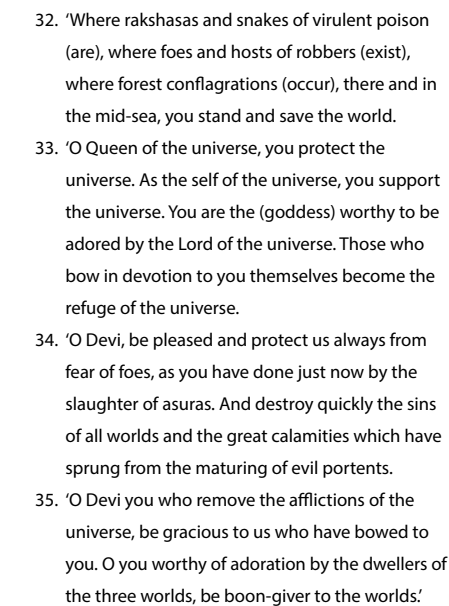 32. ‘Where rakshasas and snakes of virulent poison
(are), where foes and hosts of robbers (exist),
where forest conflagrations (occur), there and in
the mid-sea, you stand and save the world.
33. ‘O Queen of the universe, you protect the
universe. As the self of the universe, you support
the universe. You are the (goddess) worthy to be
adored by the Lord of the universe. Those who
bow in devotion to you themselves become the
refuge of the universe.
34. ‘O Devi, be pleased and protect us always from
fear of foes, as you have done just now by the
slaughter of asuras. And destroy quickly the sins
of all worlds and the great calamities which have
sprung from the maturing of evil portents.
35. ‘O Devi you who remove the afflictions of the
universe, be gracious to us who have bowed to
you. O you worthy of adoration by the dwellers of
the three worlds, be boon-giver to the worlds.’